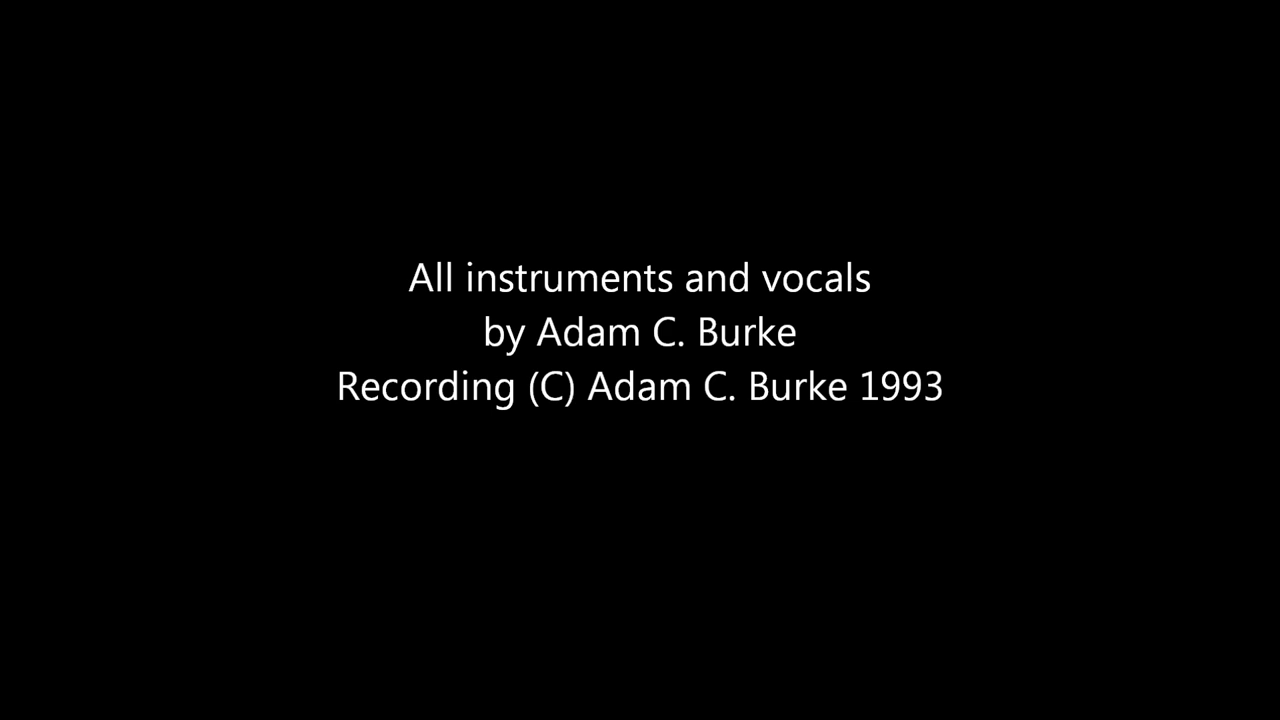 All instruments and vocals
by Adam C. Burke
Recording (C) Adam C. Burke 1993